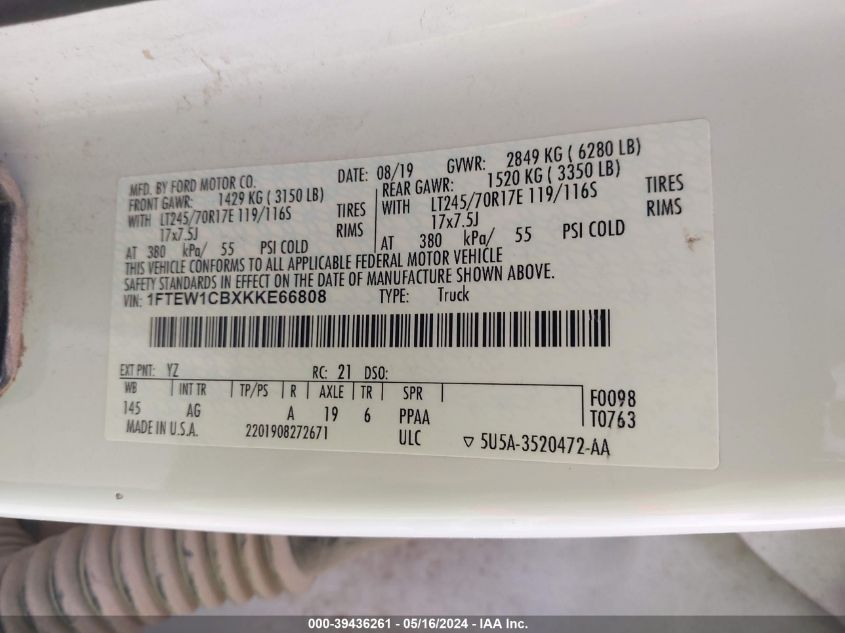 DATE: 08/19 GVWR: 2849 KG ( 6280 LB)
MFD. BY FORD MOTOR CO.
FRONT GAWR: 1429 KG ( 3150 LB) REAR GAWR: 1520 KG ( 3350 LB)
WITH LT245/70R17E 119/116S TIRES WITH LT245/70R17E 119/116S TIRES
17x7.5J RIMS 17x7.5J RIMS
AT 380 kPa/ 55 PSI COLD AT 380 kPa/ 55 PSI COLD
THIS VEHICLE CONFORMS TO ALL APPLICABLE FEDERAL MOTOR VEHICLE
SAFETY STANDARDS IN EFFECT ON THE DATE OF MANUFACTURE SHOWN ABOVE.
VIN: 1FTEW1CBXKKE66808 TYPE: Truck
EXT PNT: YZ RC: 21 DSO:
WB INT TR TP/PS R AXLE TR SPR F0098
145 AG A 19 6 PPAA T0763
MADE IN U.S.A. 2201908272671 ULC ▽ 5U5A-3520472-AA
000-39436261 - 05/16/2024 - IAA Inc.